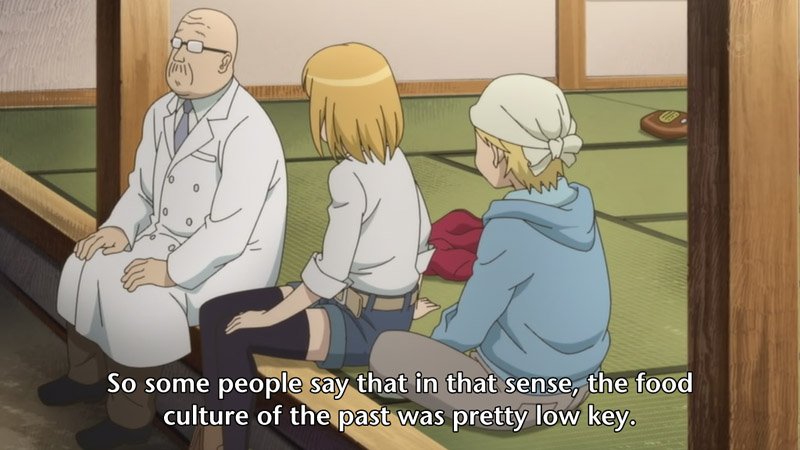 So some people say that in that sense, the food
culture of the past was pretty low key.